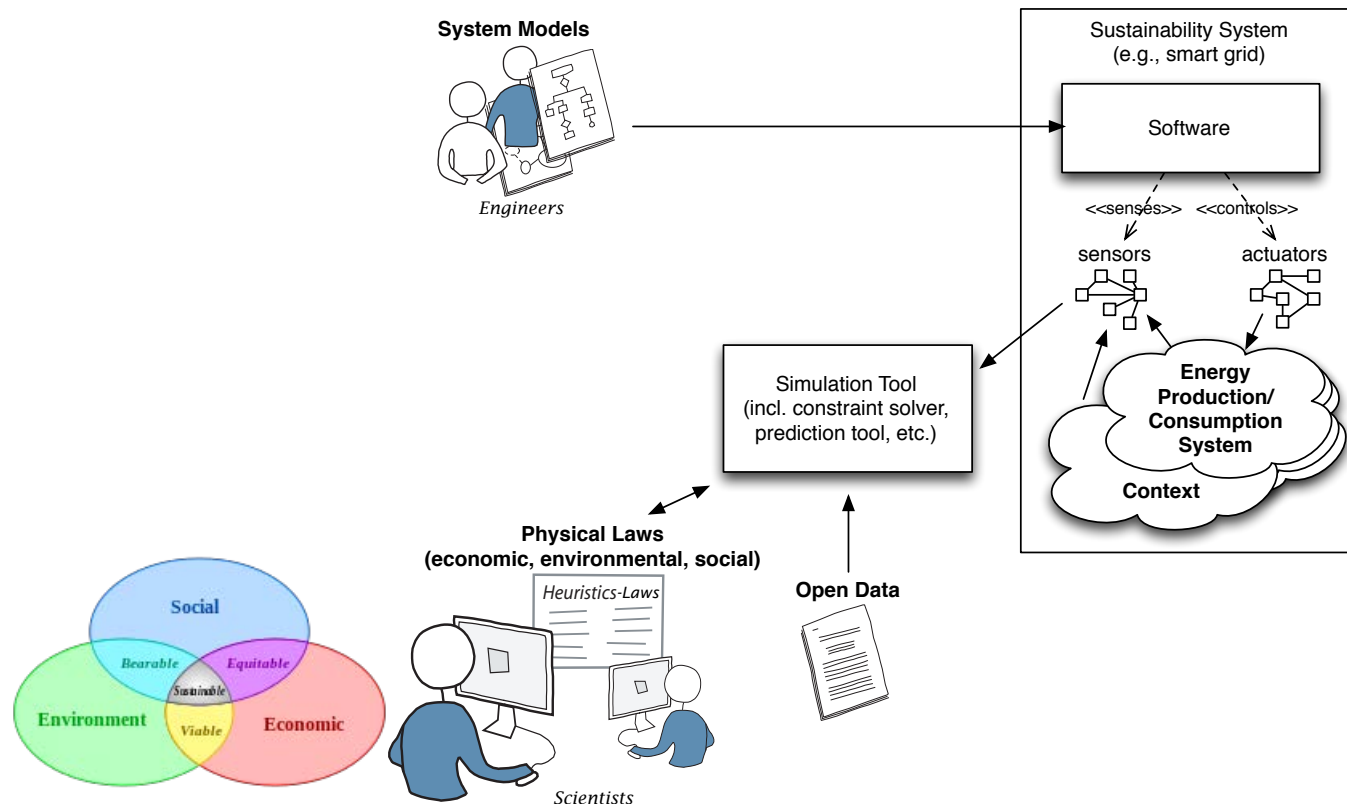 System Models
Engineers
Sustainability System
(e.g., smart grid)
Software
<<senses>>
<<controls>>
sensors
actuators
Energy
Production/
Consumption
System
Context
Simulation Tool
(incl. constraint solver,
prediction tool, etc.)
Physical Laws
(economic, environmental, social)
Heuristics-Laws
Scientists
Open Data
Social
Bearable
Equitable
Sustainable
Environment
Economic
Viable